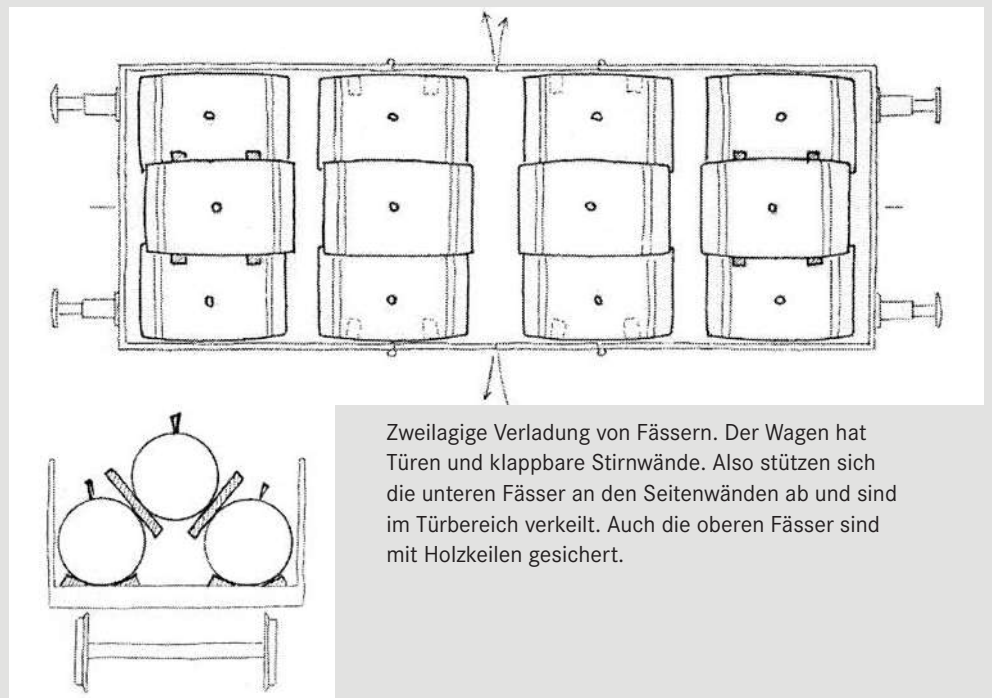 Zweilagige Verladung von Fässern. Der Wagen hat
Türen und klappbare Stirnwände. Also stützen sich
die unteren Fässer an den Seitenwänden ab und sind
im Türbereich verkeilt. Auch die oberen Fässer sind
mit Holzkeilen gesichert.